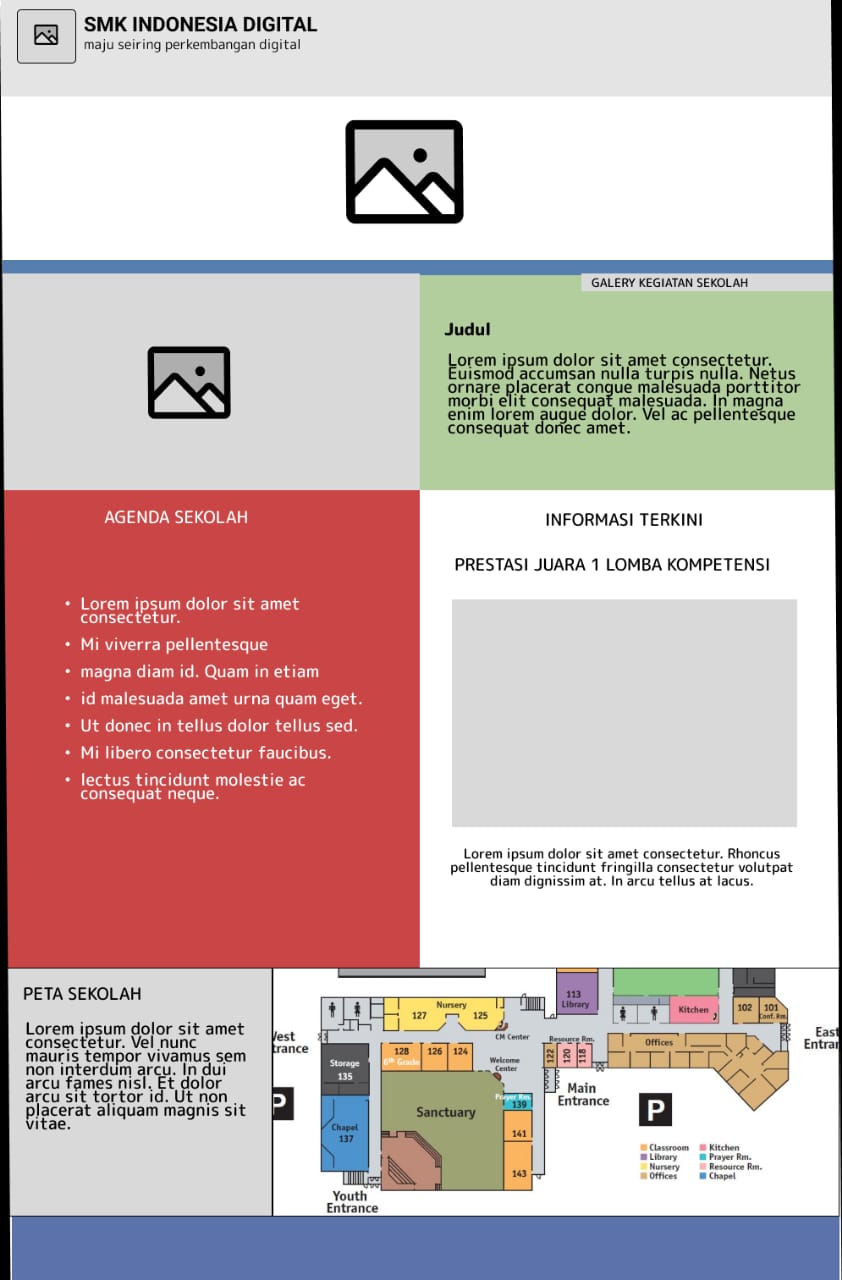 SMK INDONESIA DIGITAL
maju seiring perkembangan digital
GALERY KEGIATAN SEKOLAH
Judul
Lorem ipsum dolor sit amet consectetur.
Euismod accumsan nulla turpis nulla. Netus
ornare placerat congue malesuada porttitor
morbi elit consequat malesuada. In magna
enim lorem augue dolor. Vel ac pellentesque
consequat donec amet.
AGENDA SEKOLAH
• Lorem ipsum dolor sit amet
consectetur.
• Mi viverra pellentesque
• magna diam id. Quam in etiam
• id malesuada amet urna quam eget.
• Ut donec in tellus dolor tellus sed.
• Mi libero consectetur faucibus.
• lectus tincidunt molestie ac
consequat neque.
INFORMASI TERKINI
PRESTASI JUARA 1 LOMBA KOMPETENSI
Lorem ipsum dolor sit amet consectetur. Rhoncus
pellentesque tincidunt fringilla consectetur volutpat
diam dignissim at. In arcu tellus at lacus.
PETA SEKOLAH
Lorem ipsum dolor sit amet
consectetur. Vel nunc
mauris tempor vivamus sem
non interdum arcu. In dui
arcu fames nisl. Et dolor
arcu sit tortor id. Ut non
placerat aliquam magnis sit
vitae.
113
Library
Nursery
127
125
Kitchen
102
101
Conf. Rm.
West
trance
CM Center
Resource Rm.
East
Entran
Offices
128
6th Grade
126
124
122
120
118
Storage
135
Welcome
Center
Main
Entrance
P
Prayer Rm.
139
P
Sanctuary
Chapel
137
141
143
Classroom
Library
Nursery
Offices
Kitchen
Prayer Rm.
Resource Rm.
Chapel
Youth
Entrance